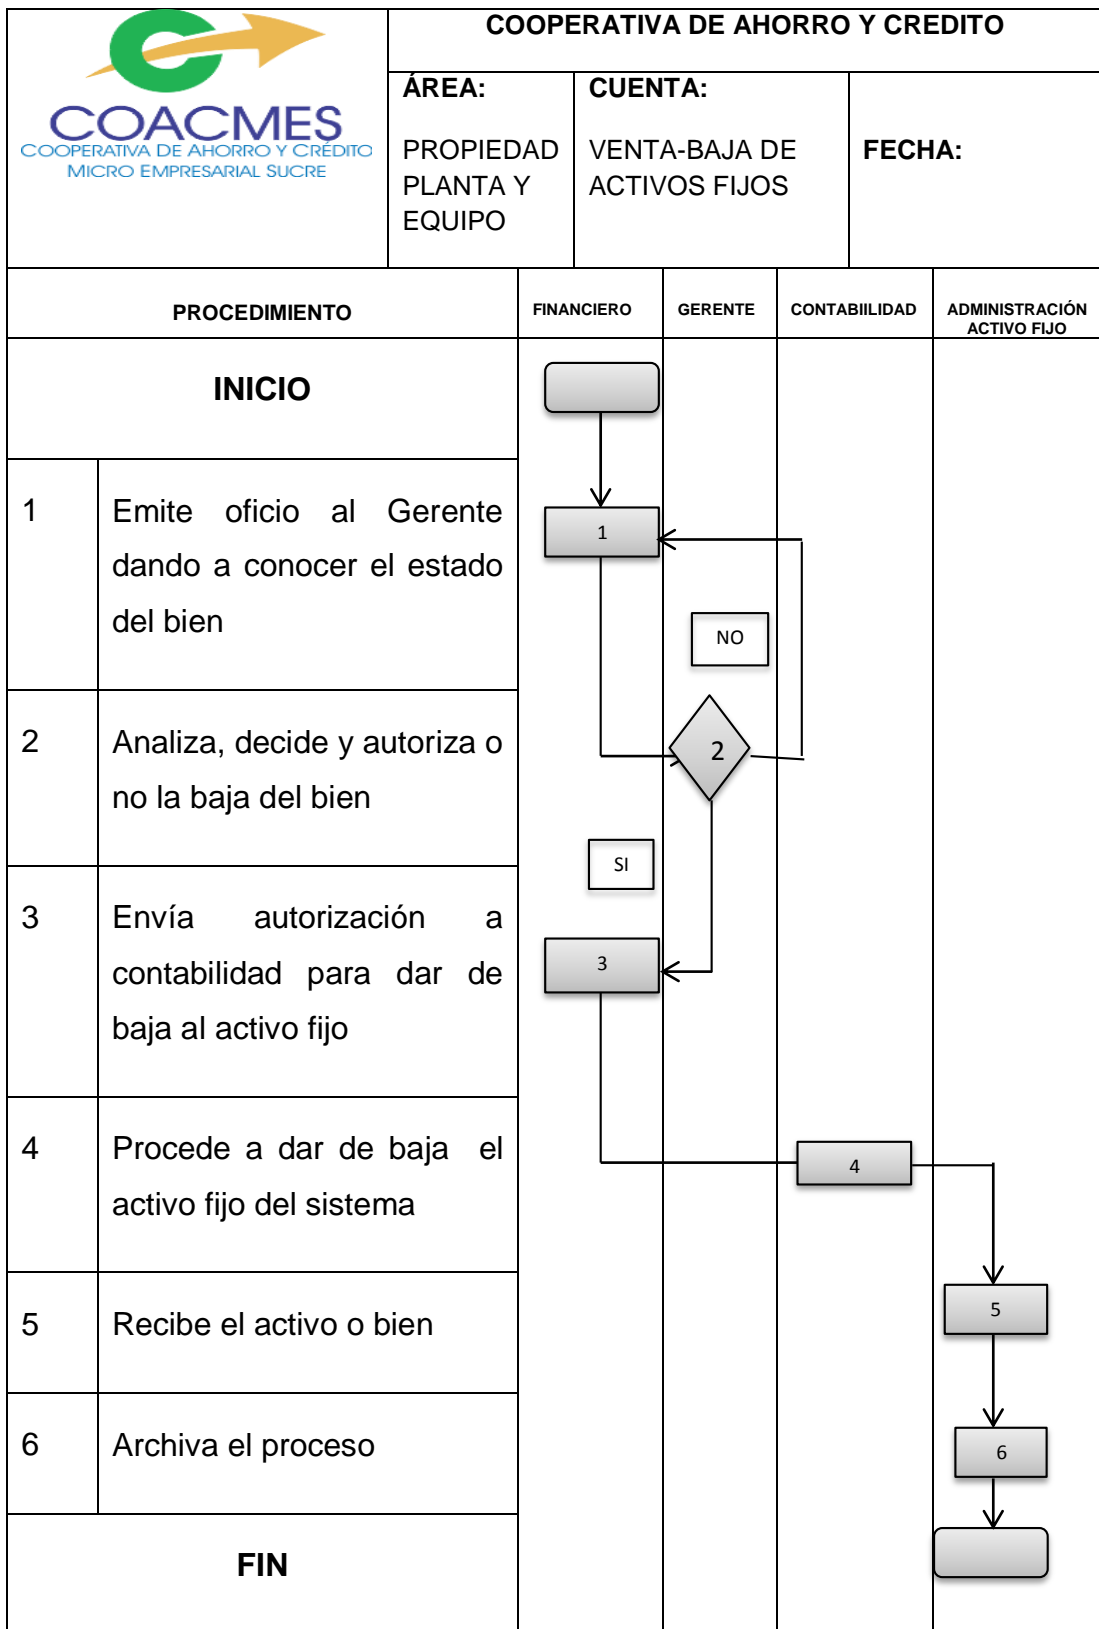 COACMES
COOPERATIVA DE AHORRO Y CRÉDITO
MICRO EMPRESARIAL SUCRE
COOPERATIVA DE AHORRO Y CREDITO
ÁREA:
PROPIEDAD
PLANTA Y
EQUIPO
CUENTA:
VENTA-BAJA DE
ACTIVOS FIJOS
FECHA:
PROCEDIMIENTO
FINANCIERO
GERENTE
CONTABIILIDAD
ADMINISTRACIÓN
ACTIVO FIJO
INICIO
1
Emite oficio al Gerente
dando a conocer el estado
del bien
1
NO
2
Analiza, decide y autoriza o
no la baja del bien
2
SI
3
Envía autorización a
contabilidad para dar de
baja al activo fijo
3
4
Procede a dar de baja el
activo fijo del sistema
4
5
Recibe el activo o bien
5
6
Archiva el proceso
6
FIN